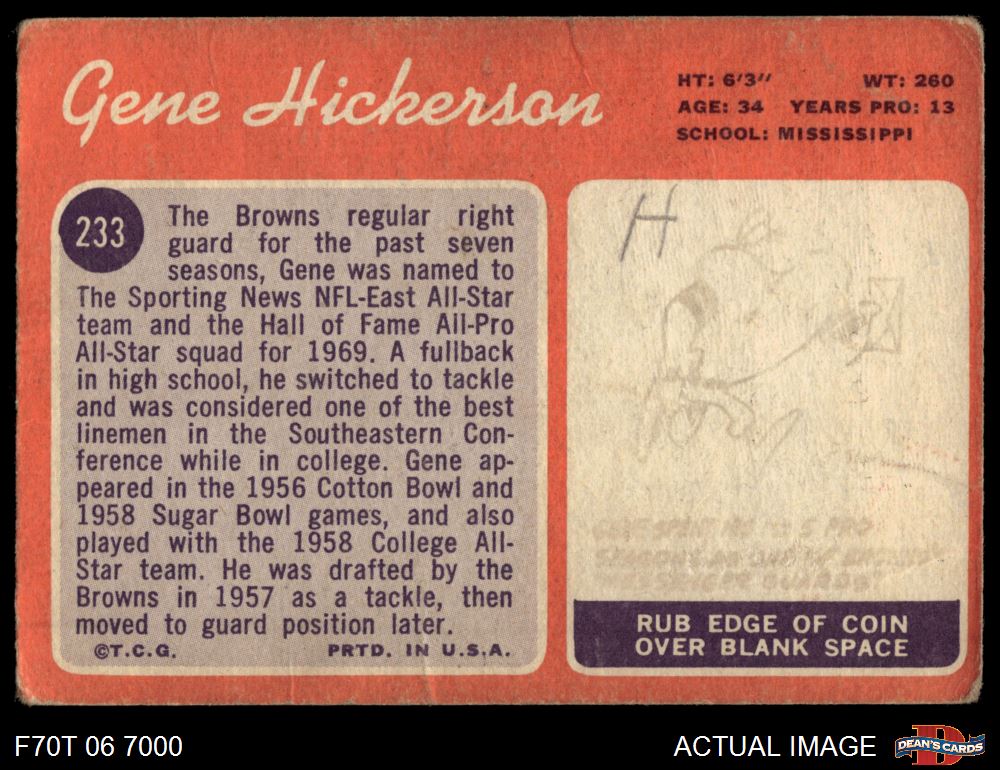 Gene Hickerson
HT: 6'3" WT: 260
AGE: 34 YEARS PRO: 13
SCHOOL: MISSISSIPPI
233
The Browns regular right
guard for the past seven
seasons, Gene was named to
The Sporting News NFL-East All-Star
team and the Hall of Fame All-Pro
All-Star squad for 1969. A fullback
in high school, he switched to tackle
and was considered one of the best
linemen in the Southeastern Con-
ference while in college. Gene ap-
peared in the 1956 Cotton Bowl and
1958 Sugar Bowl games, and also
played with the 1958 College All-
Star team. He was drafted by the
Browns in 1957 as a tackle, then
moved to guard position later.
©T.C.G. PRTD. IN U.S.A.
H
RUB EDGE OF COIN
OVER BLANK SPACE
F70T 06 7000
ACTUAL IMAGE
DEAN'S CARDS